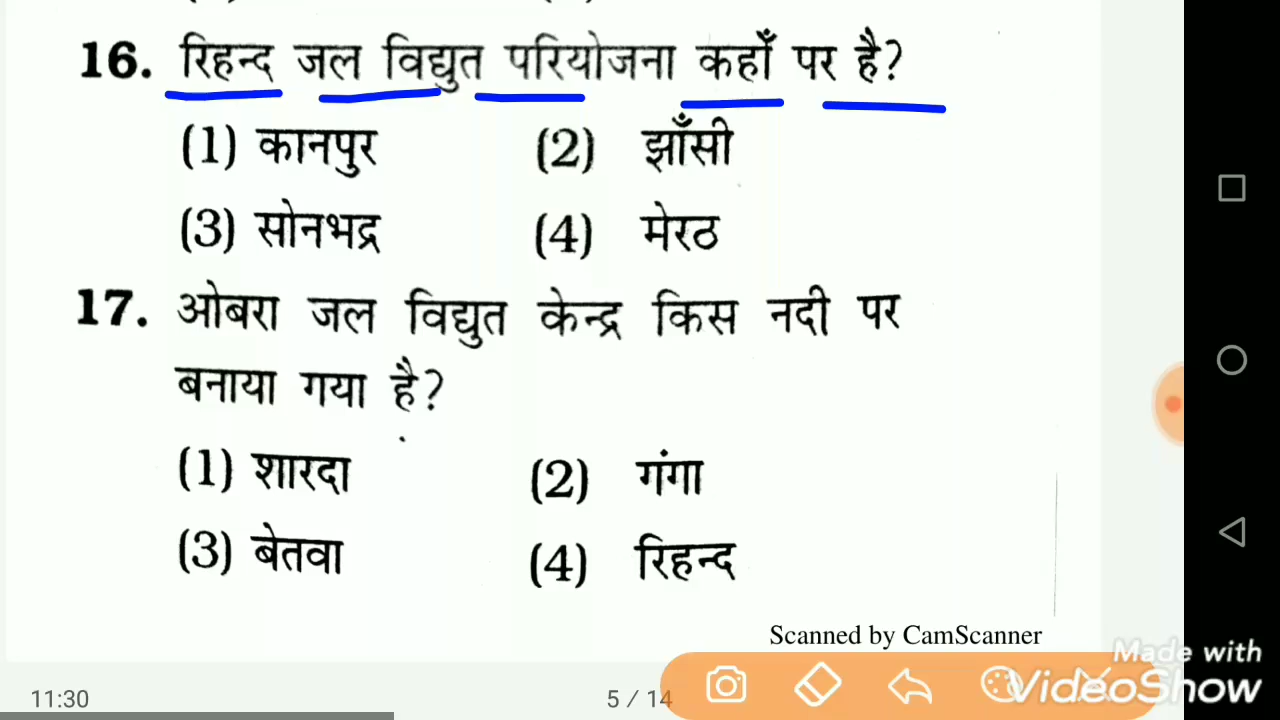 16. रिहन्द जल विद्युत परियोजना कहाँ पर है?
(1) कानपुर (2) झाँसी
(3) सोनभद्र (4) मेरठ
17. ओबरा जल विद्युत केन्द्र किस नदी पर
बनाया गया है?
(1) शारदा (2) गंगा
(3) बेतवा (4) रिहन्द
Scanned by CamScanner
Made with
VideoShow
11:30 5 / 14